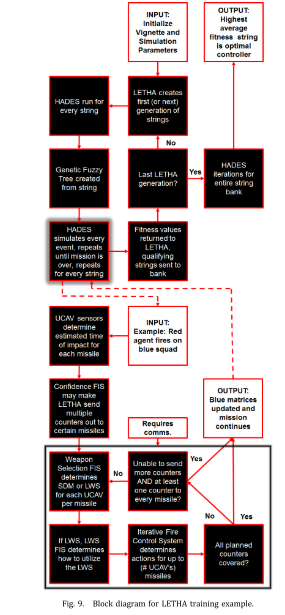 INPUT:
Initialize
Vignette and
Simulation
Parameters
OUTPUT:
Highest
average
fitness string
is optimal
controller
HADES run for
every string
LETHA creates
first (or next)
generation of
strings
No
Yes
Genetic Fuzzy
Tree created
from string
Last LETHA
generation?
HADES
iterations for
entire string
bank
HADES
simulates every
event, repeats
until mission is
over, repeats
for every string
Fitness values
returned to
LETHA,
qualifying
strings sent to
bank
UCAV sensors
determine
estimated time
of impact for
each missile
INPUT:
Example: Red
agent fires on
blue squad
Confidence FIS
may make
LETHA send
multiple
counters out to
certain missiles
OUTPUT:
Blue matrices
updated and
mission
continues
Requires
comms.
Weapon
Selection FIS
determines
SDM or LWS
for each UCAV
per missile
No
Unable to send
more counters
AND at least
one counter to
every missile?
Yes
No
Yes
If LWS, LWS
FIS determines
how to utilize
the LWS
Iterative Fire
Control System
determines
actions for up to
(# UCAV's)
missiles
All planned
counters
covered?
Fig. 9. Block diagram for LETHA training example.